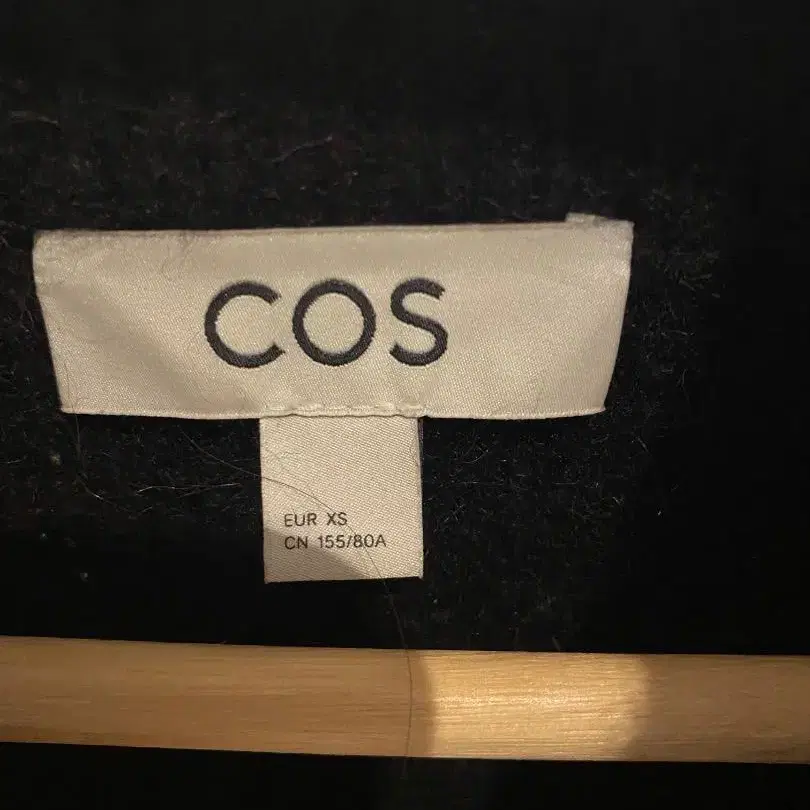 COS
EUR XS
CN 155/80A